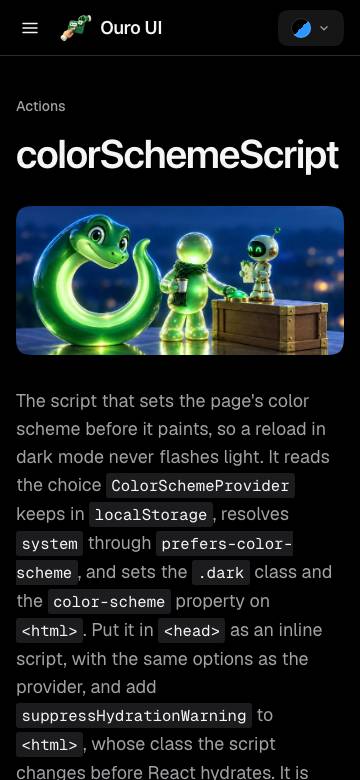 Ouro UI
Actions
colorSchemeScript
The script that sets the page's color
scheme before it paints, so a reload in
dark mode never flashes light. It reads
the choice ColorSchemeProvider
keeps in localStorage, resolves
system through prefers-color-
scheme, and sets the .dark class and
the color-scheme property on
<html>. Put it in <head> as an inline
script, with the same options as the
provider, and add
suppressHydrationWarning to
<html>, whose class the script
changes before React hydrates. It is